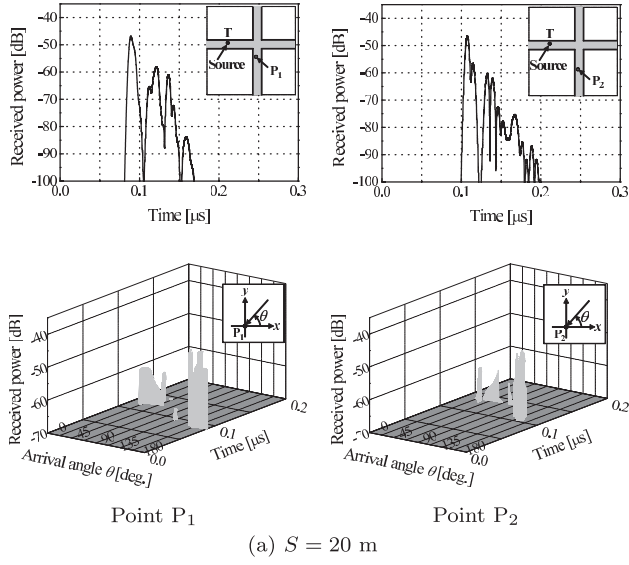 Received power [dB]
-40
-50
-60
-70
-80
-90
-100
0.0
0.1
0.2
0.3
Time [μs]
T
Source
P1
Received power [dB]
-40
-50
-60
-70
-80
-90
-100
0.0
0.1
0.2
0.3
Time [μs]
T
Source
P2
Received power [dB]
-40
-50
-60
-70
0
45
90
135
180
Arrival angle θ [deg.]
0.0
0.1
0.2
Time [μs]
y
θ
P1
x
Received power [dB]
-40
-50
-60
-70
0
45
90
135
180
Arrival angle θ [deg.]
0.0
0.1
0.2
Time [μs]
y
θ
P2
x
Point P1
Point P2
(a) S = 20 m